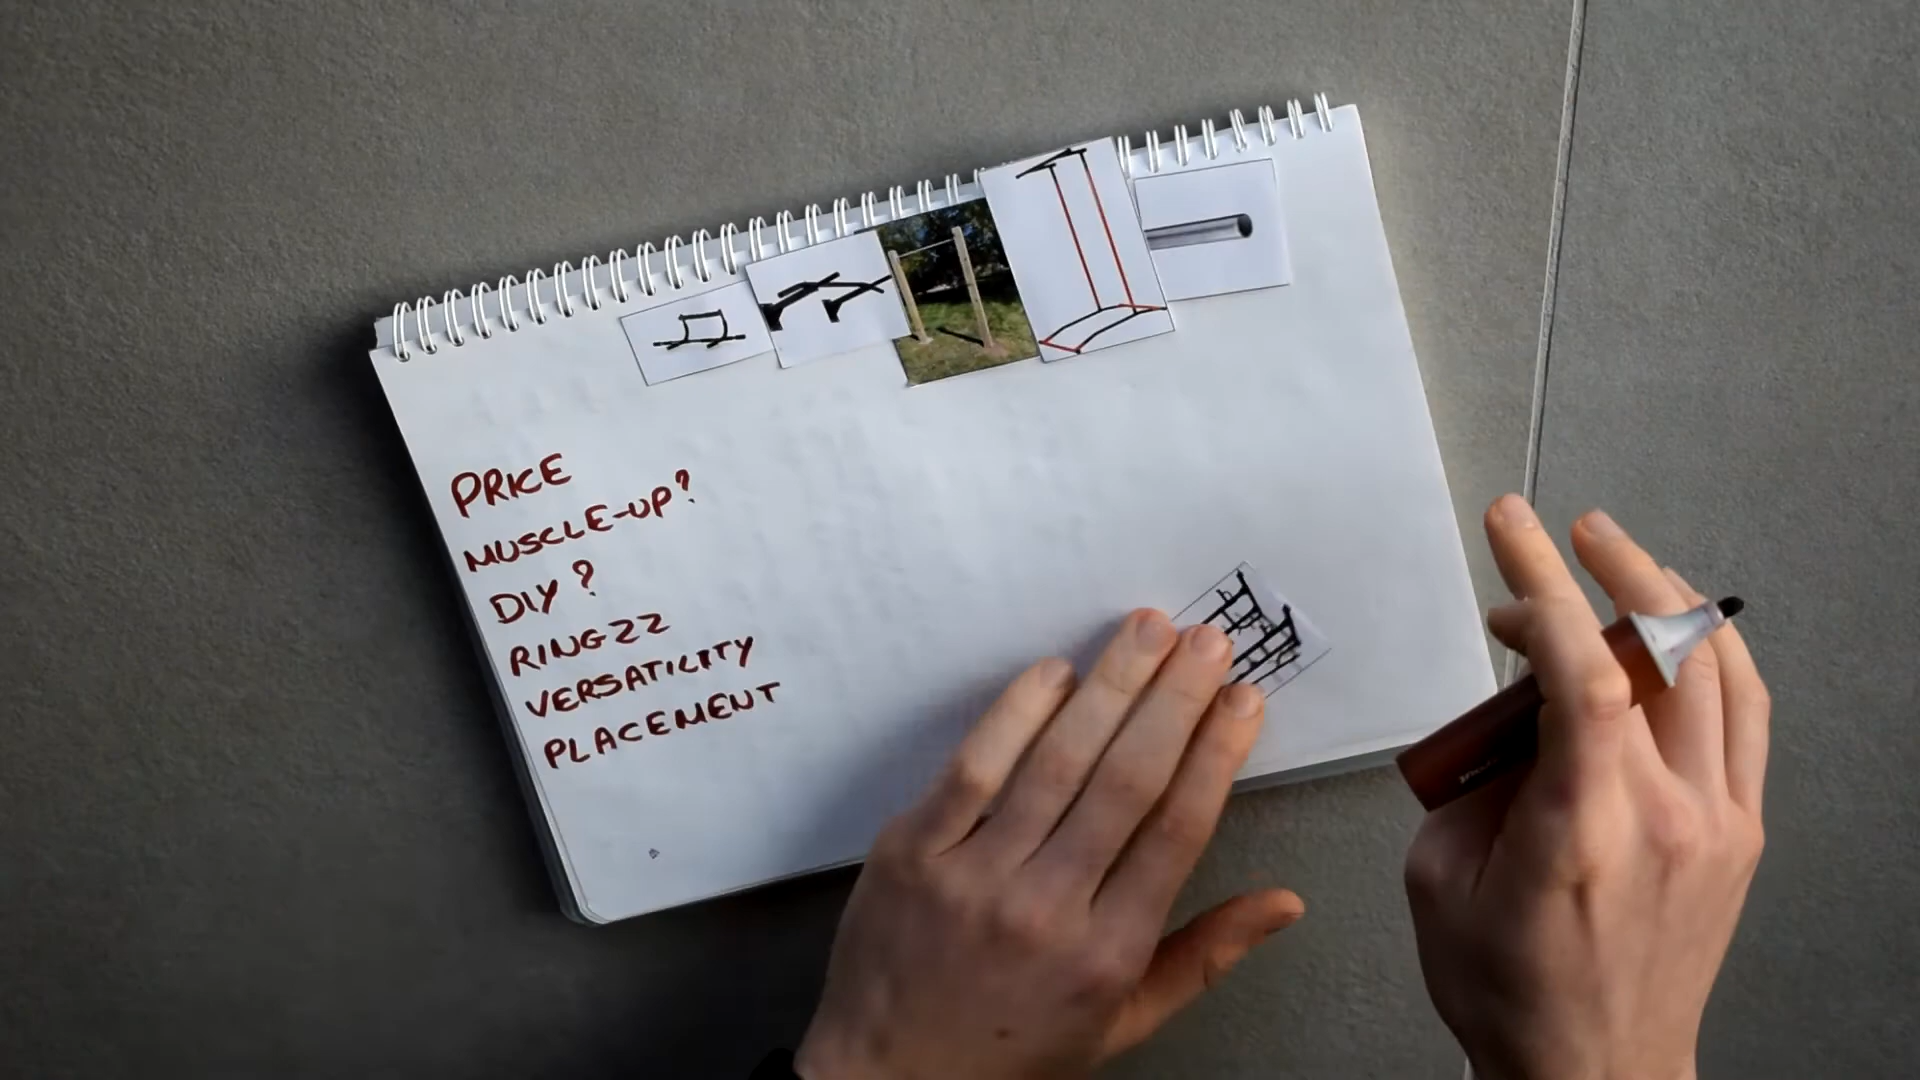 PRICE
MUSCLE-UP?
DIY?
RINGZZ
VERSATILITY
PLACEMENT